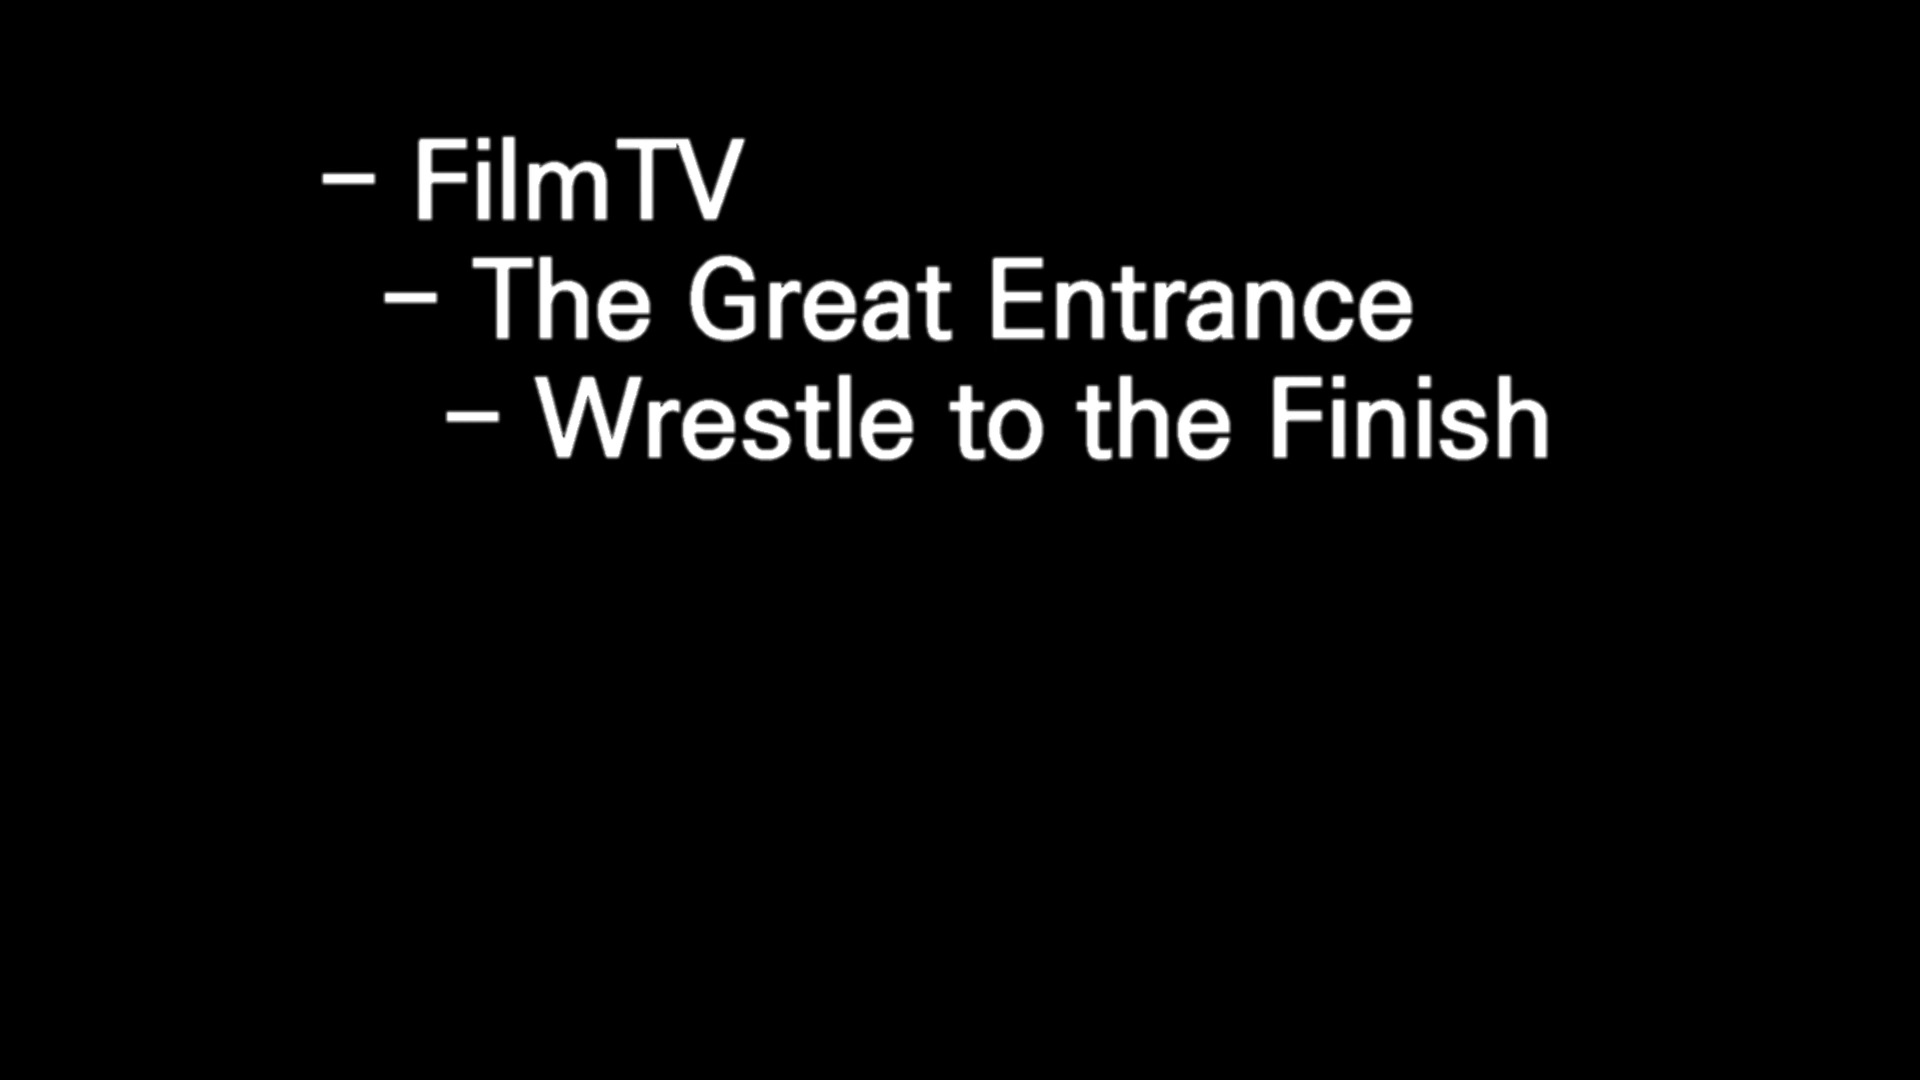 - FilmTV
- The Great Entrance
- Wrestle to the Finish